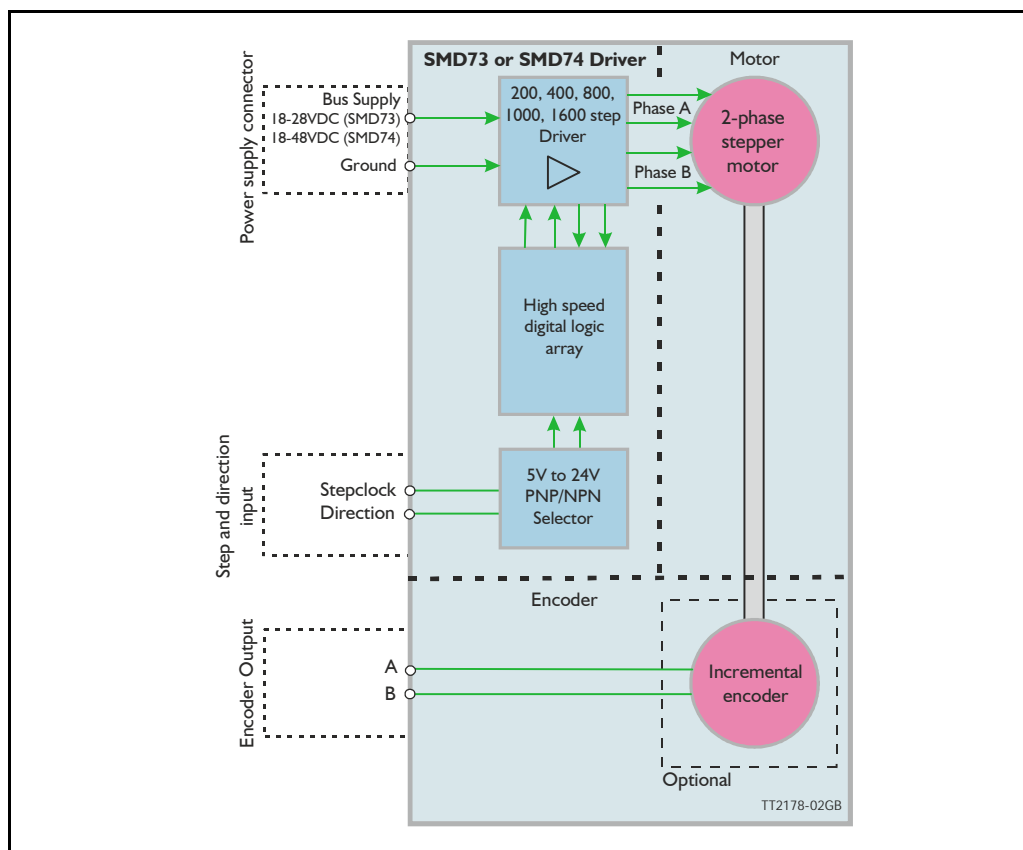 SMD73 or SMD74 Driver
Motor
Power supply connector
Bus Supply
18-28VDC (SMD73)
18-48VDC (SMD74)
Ground
200, 400, 800,
1000, 1600 step
Driver
Phase A
Phase B
2-phase
stepper
motor
High speed
digital logic
array
Step and direction
input
Stepclock
Direction
5V to 24V
PNP/NPN
Selector
Encoder
Encoder Output
A
B
Incremental
encoder
Optional
TT2178-02GB